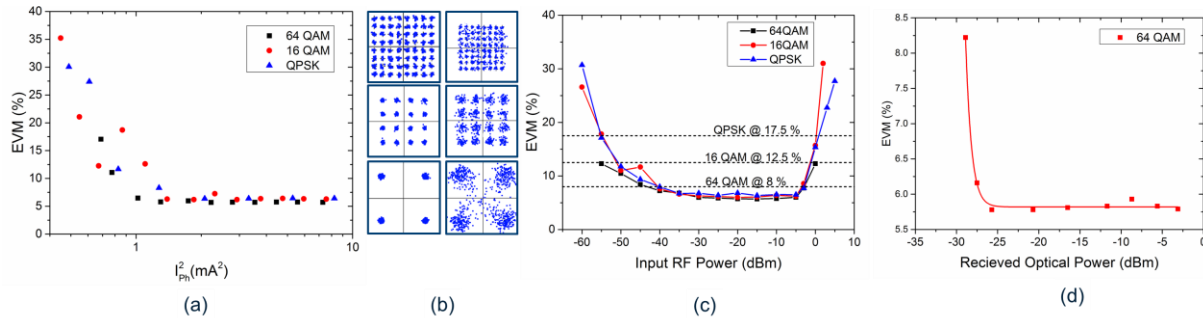 40
35
30
25
20
15
10
5
0
EVM (%)
1
10
I²Ph(mA²)
64 QAM
16 QAM
QPSK
(a)
(b)
40
30
20
10
0
EVM (%)
64QAM
16QAM
QPSK
QPSK @ 17.5 %
16 QAM @ 12.5 %
64 QAM @ 8 %
-60 -50 -40 -30 -20 -10 0 10
Input RF Power (dBm)
(c)
8.5
8.0
7.5
7.0
6.5
6.0
5.5
EVM (%)
64 QAM
-35 -30 -25 -20 -15 -10 -5 0
Recieved Optical Power (dBm)
(d)